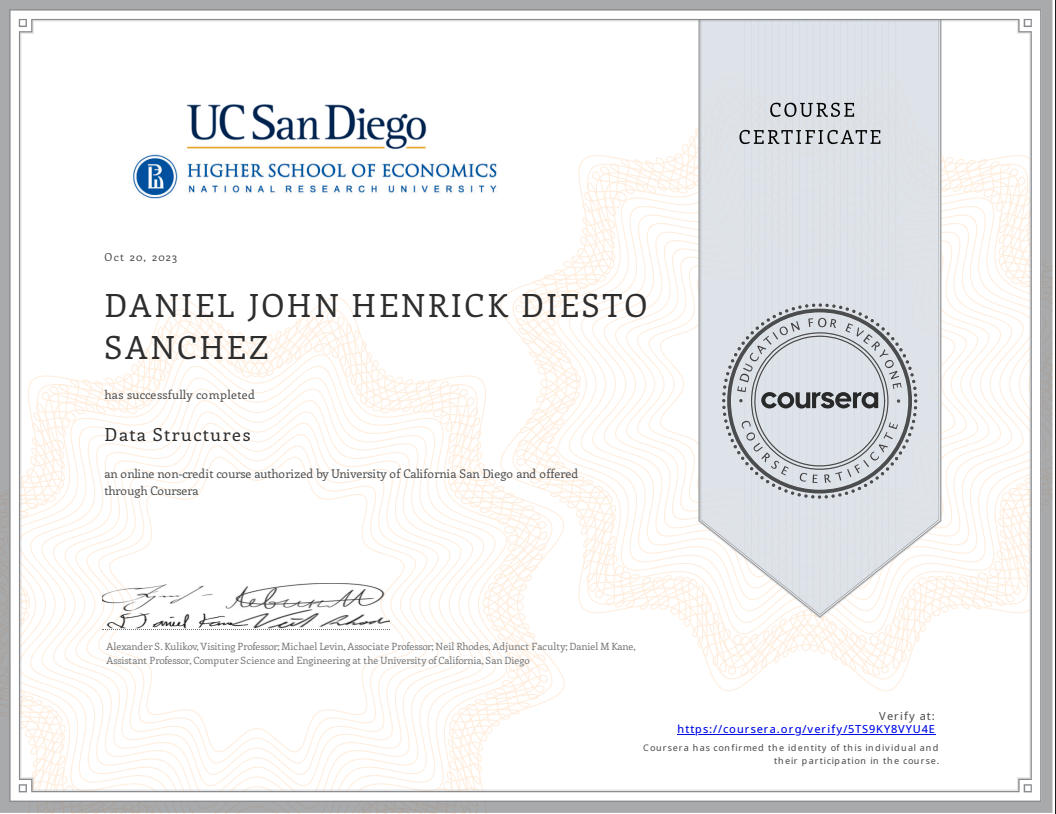 UC San Diego
HIGHER SCHOOL OF ECONOMICS
NATIONAL RESEARCH UNIVERSITY
COURSE
CERTIFICATE
Oct 20, 2023
DANIEL JOHN HENRICK DIESTO
SANCHEZ
has successfully completed
Data Structures
an online non-credit course authorized by University of California San Diego and offered
through Coursera
EDUCATION FOR EVERYONE
coursera
COURSE CERTIFICATE
Daniel Kane Neil Rhodes
Alexander S. Kulikov, Visiting Professor; Michael Levin, Associate Professor; Neil Rhodes, Adjunct Faculty; Daniel M Kane,
Assistant Professor, Computer Science and Engineering at the University of California, San Diego
Verify at:
https://coursera.org/verify/5TS9KY8VYU4E
Coursera has confirmed the identity of this individual and
their participation in the course.